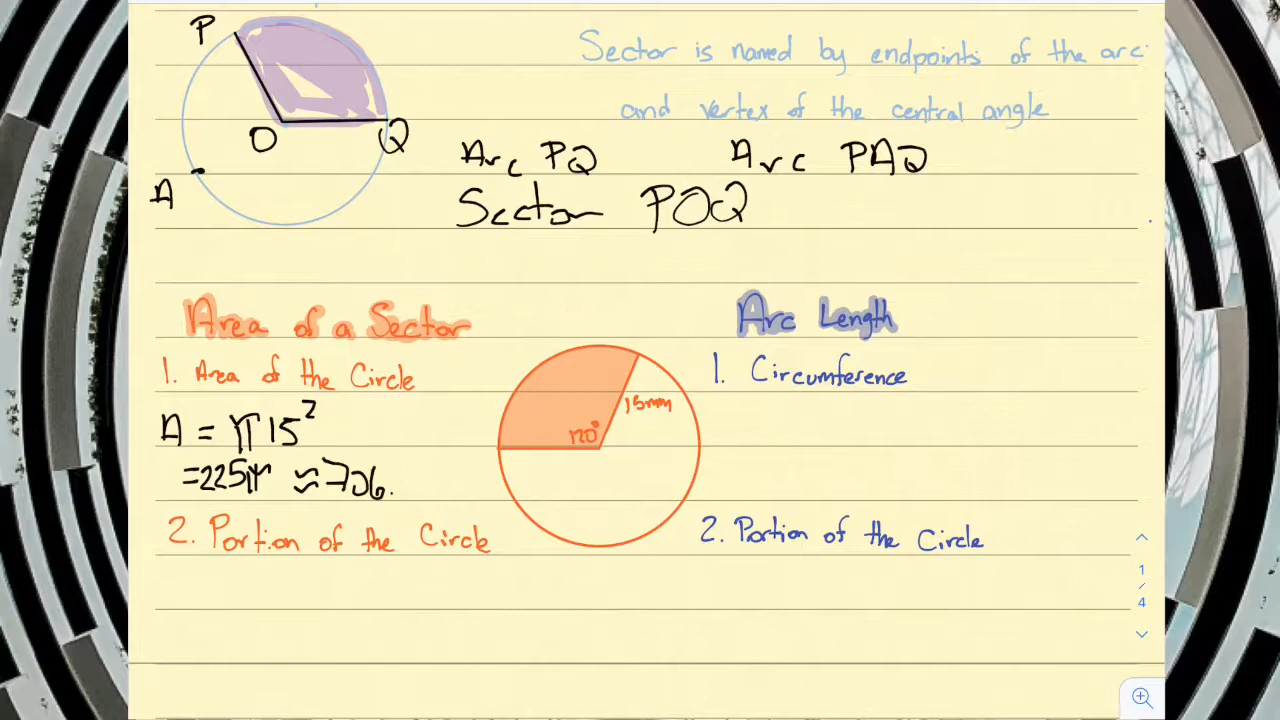 P
Sector is named by endpoints of the arc
and vertex of the central angle
O
Q
Arc PQ
Arc PAQ
A
Sector POQ
Area of a Sector
Arc Length
1. Area of the Circle
1. Circumference
15mm
120°
A = π15²
=225π ≈706.
2. Portion of the Circle
2. Portion of the Circle
1
/
4